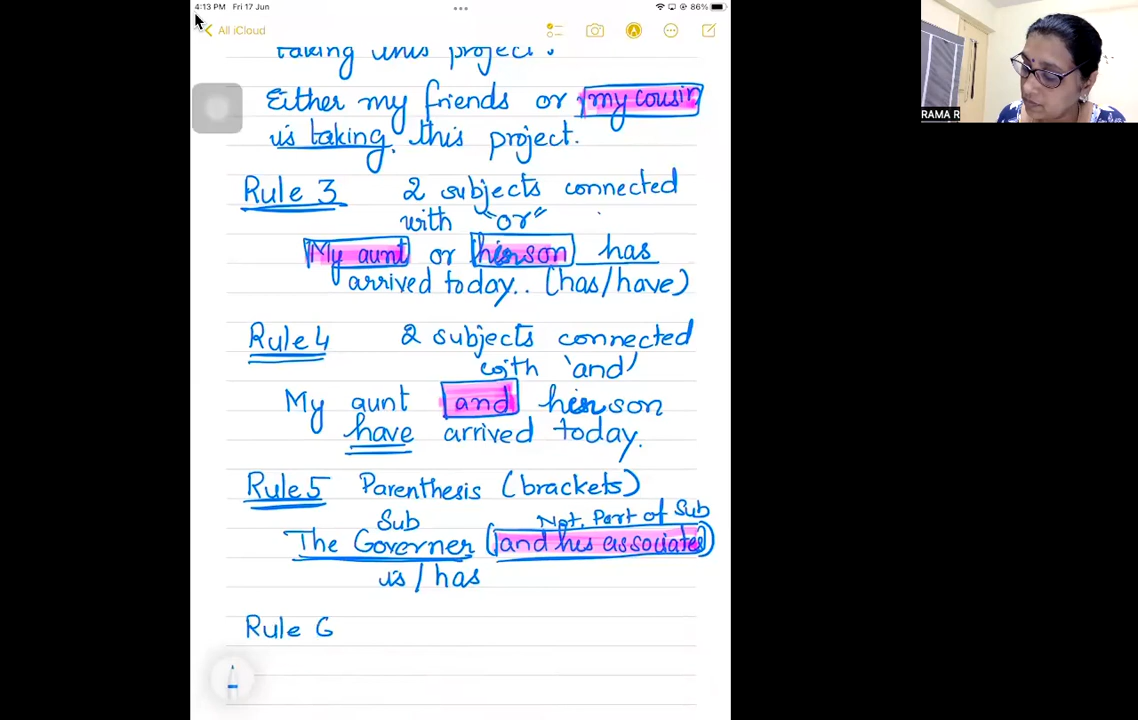 4:13 PM Fri 17 Jun
86%
All iCloud
taking this project.
Either my friends or my cousin
is taking this project.
Rule 3 2 subjects connected
with "or"
My aunt or her son has
arrived today.. (has/have)
Rule 4 2 subjects connected
with 'and'
My aunt and her son
have arrived today.
Rule 5 Parenthesis (brackets)
Sub Not Part of Sub
The Governer (and his associates)
is/has
Rule 6
RAMA R